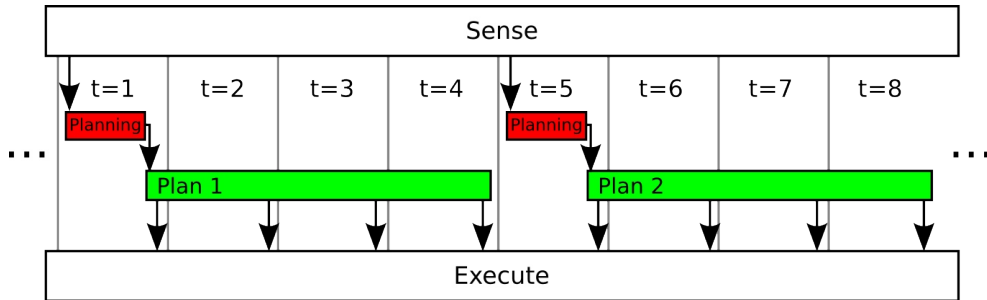 Sense
t=1 t=2 t=3 t=4 t=5 t=6 t=7 t=8
Planning Planning
... ...
Plan 1 Plan 2
Execute